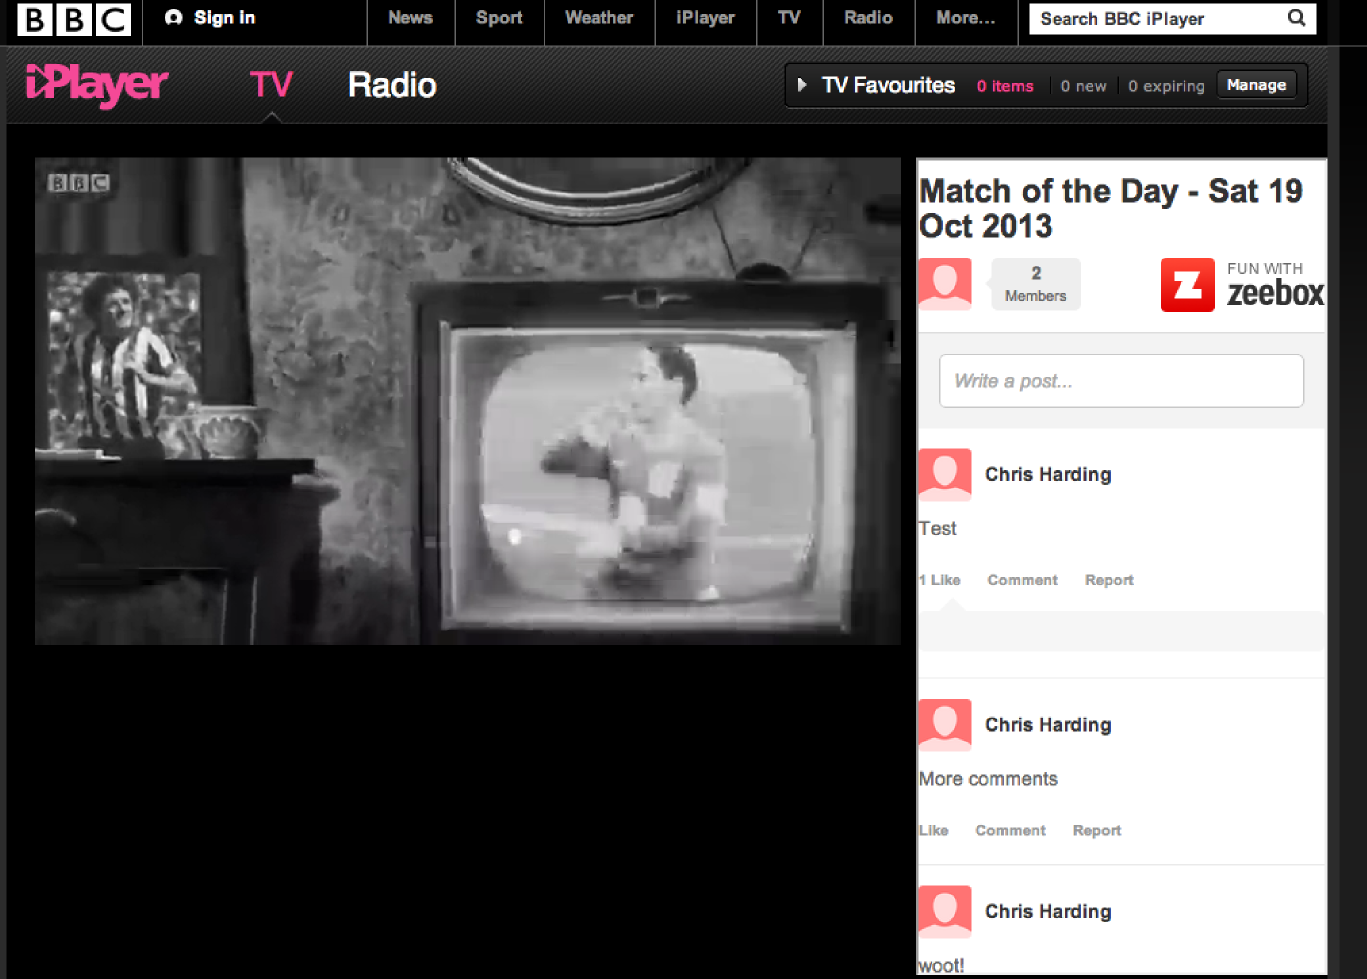 BBC
Sign in
News
Sport
Weather
iPlayer
TV
Radio
More...
Search BBC iPlayer
iPlayer
TV
Radio
TV Favourites
0 items
0 new
0 expiring
Manage
BBC
Match of the Day - Sat 19
Oct 2013
2
Members
Z
FUN WITH
zeebox
Write a post...
Chris Harding
Test
1 Like
Comment
Report
Chris Harding
More comments
Like
Comment
Report
Chris Harding
woot!